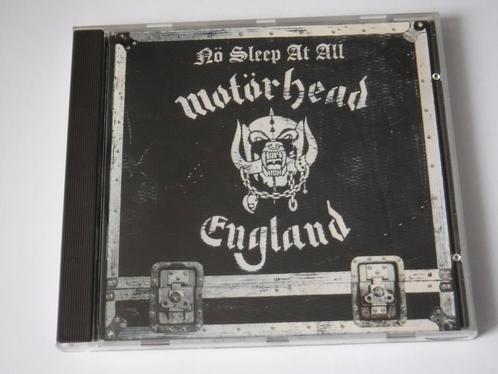 Nö Sleep At All
Motörhead
England